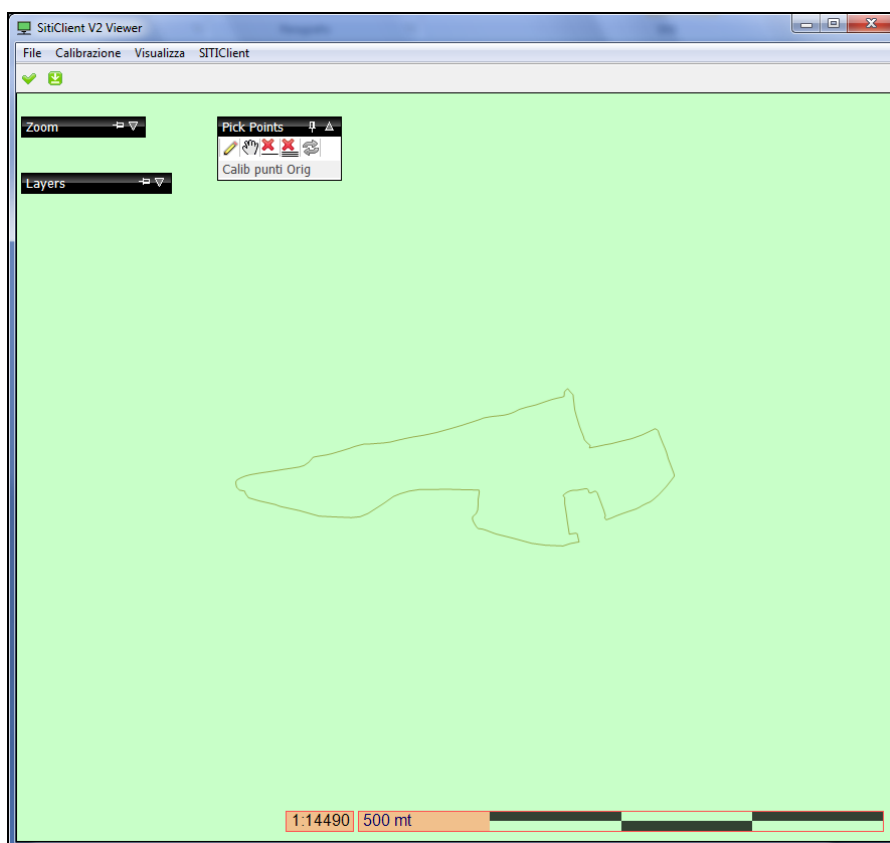 SitiClient V2 Viewer
File Calibrazione Visualizza SITIClient
Zoom
Pick Points
Calib punti Orig
Layers
1:14490 500 mt